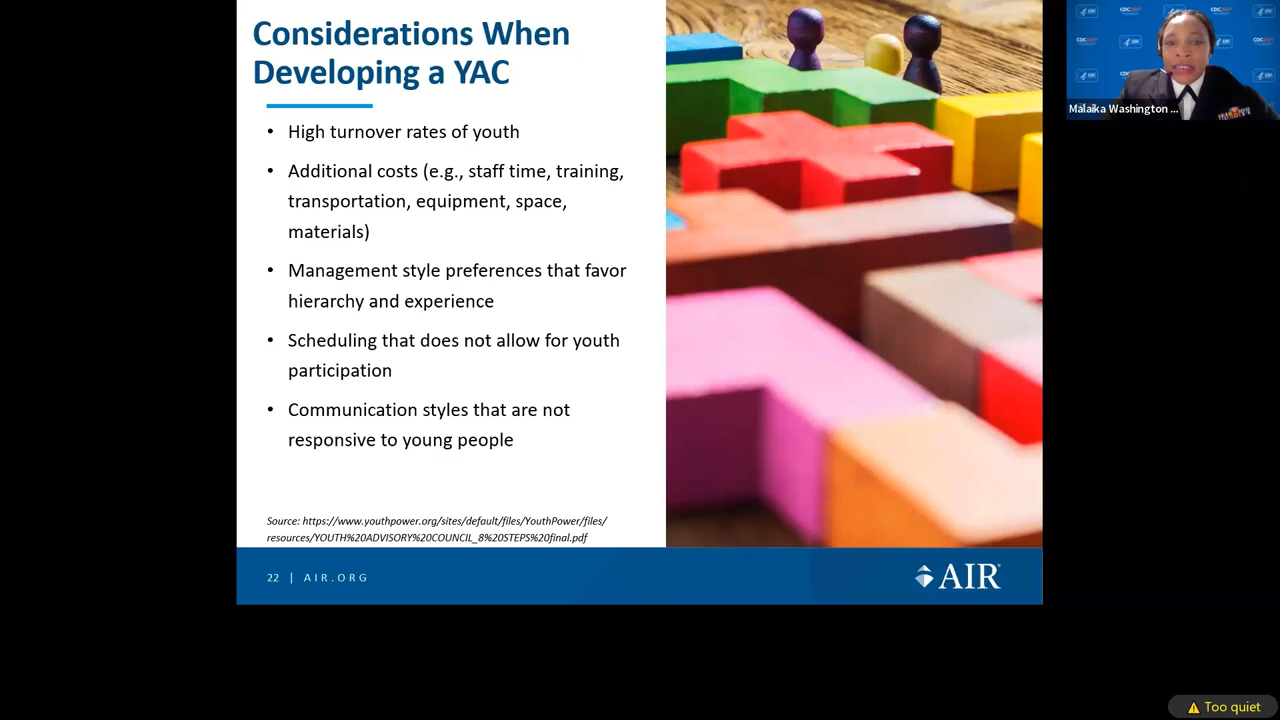 Considerations When
Developing a YAC
• High turnover rates of youth
• Additional costs (e.g., staff time, training,
transportation, equipment, space,
materials)
• Management style preferences that favor
hierarchy and experience
• Scheduling that does not allow for youth
participation
• Communication styles that are not
responsive to young people
Source: https://www.youthpower.org/sites/default/files/YouthPower/files/
resources/YOUTH%20ADVISORY%20COUNCIL_8%20STEPS%20final.pdf
22 | AIR.ORG
AIR
Malaika Washington ...
Too quiet